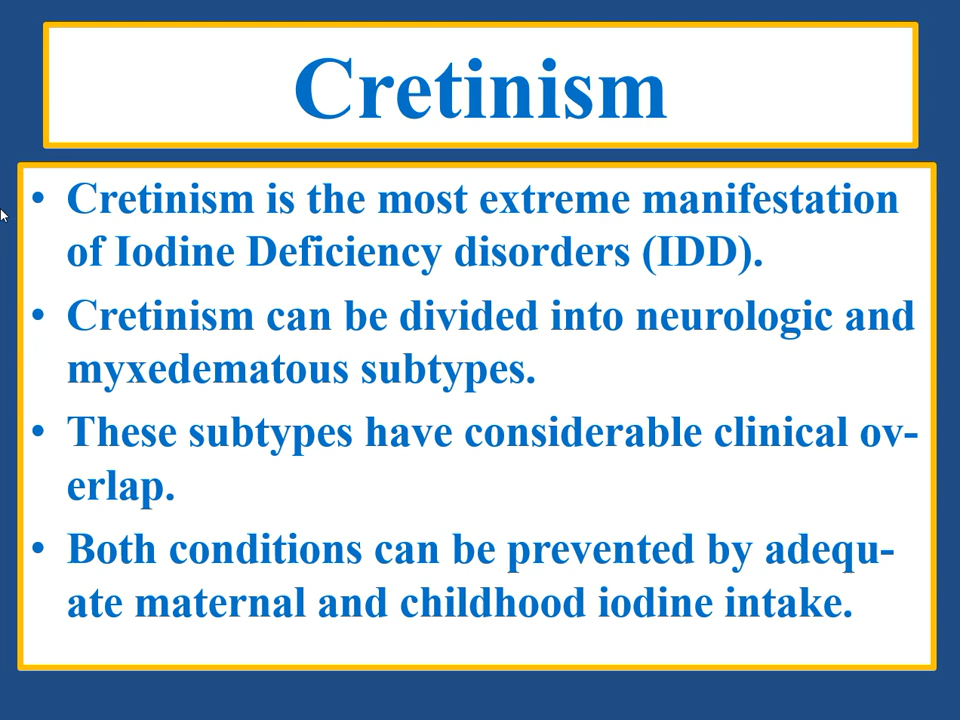 Cretinism
• Cretinism is the most extreme manifestation
of Iodine Deficiency disorders (IDD).
• Cretinism can be divided into neurologic and
myxedematous subtypes.
• These subtypes have considerable clinical ov-
erlap.
• Both conditions can be prevented by adequ-
ate maternal and childhood iodine intake.